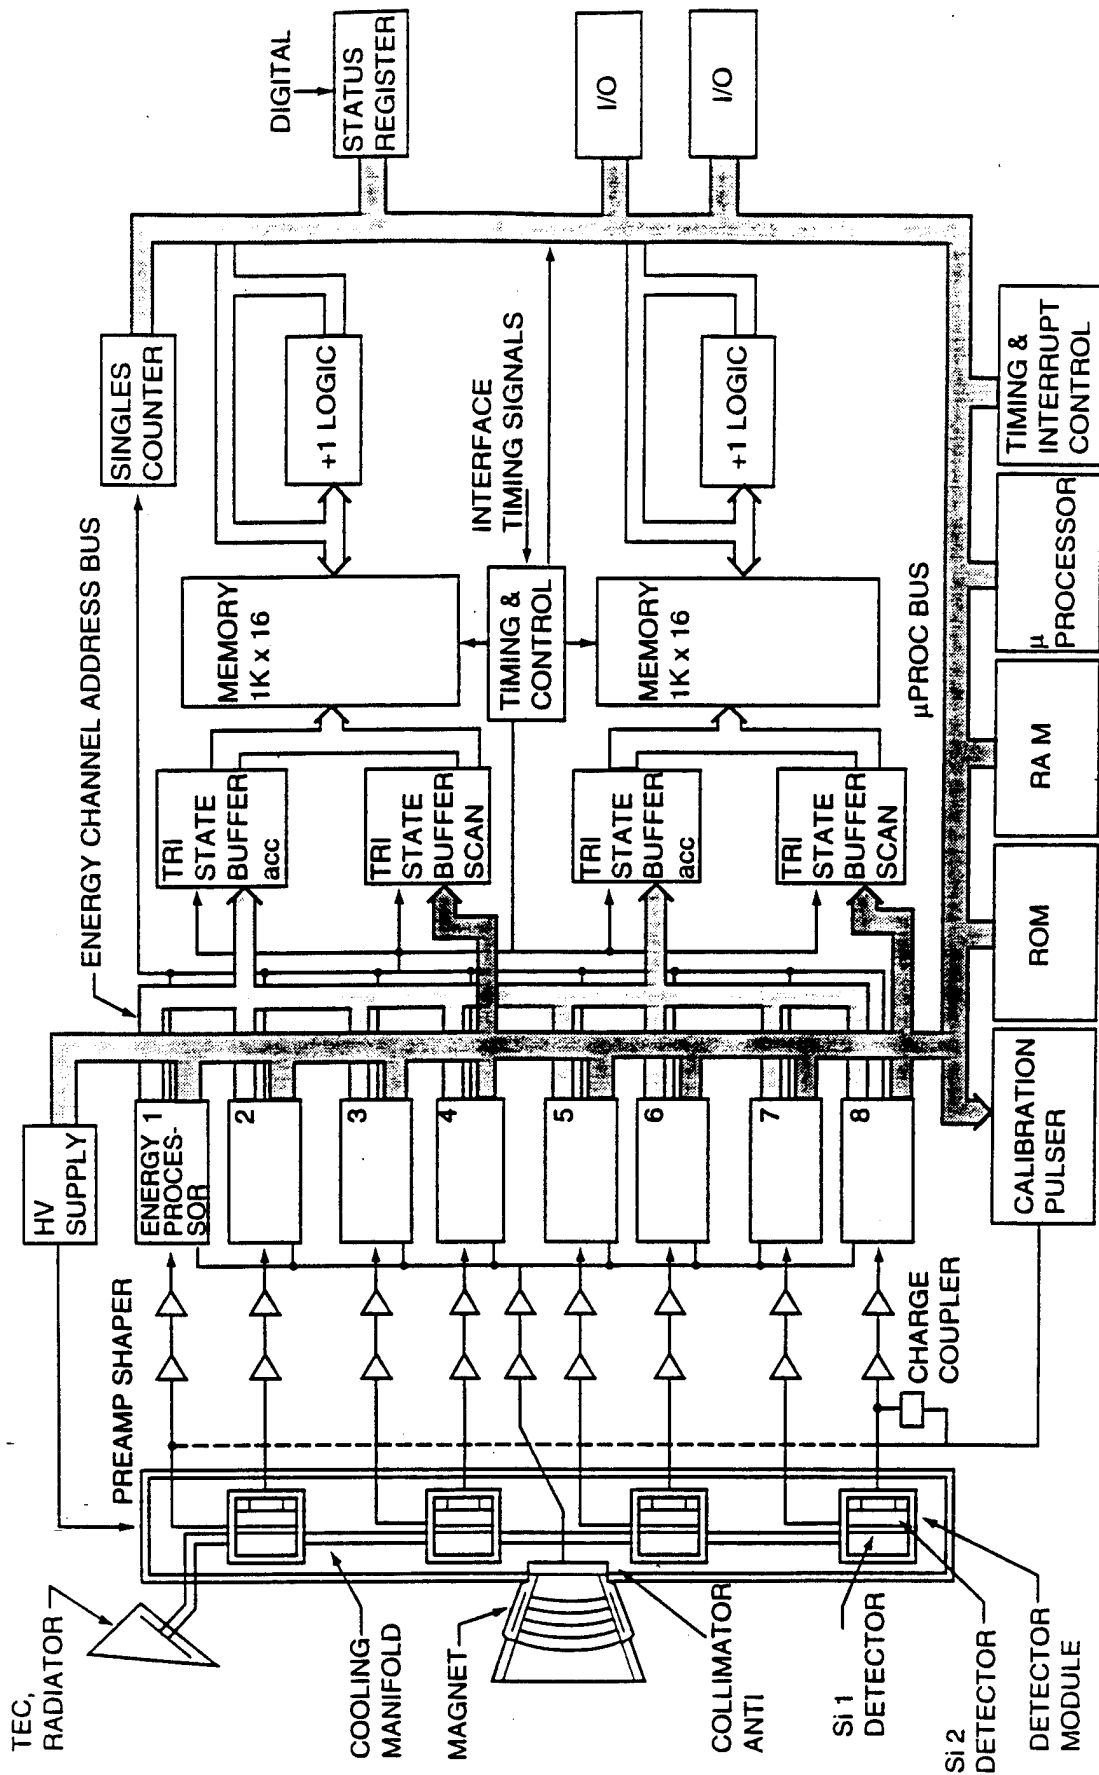 TEC,
RADIATOR
COOLING
MANIFOLD
MAGNET
COLLIMATOR
ANTI
Si 1
DETECTOR
Si 2
DETECTOR
DETECTOR
MODULE
PREAMP SHAPER
CHARGE
COUPLER
HV
SUPPLY
ENERGY 1
PROCES-
SOR
2
3
4
5
6
7
8
CALIBRATION
PULSER
ENERGY CHANNEL ADDRESS BUS
TRI
STATE
BUFFER
acc
TRI
STATE
BUFFER
SCAN
TRI
STATE
BUFFER
acc
TRI
STATE
BUFFER
SCAN
ROM
RAM
μ
PROCESSOR
TIMING &
INTERRUPT
CONTROL
μPROC BUS
MEMORY
1K x 16
TIMING &
CONTROL
MEMORY
1K x 16
INTERFACE
TIMING SIGNALS
SINGLES
COUNTER
+1 LOGIC
+1 LOGIC
DIGITAL
STATUS
REGISTER
I/O
I/O